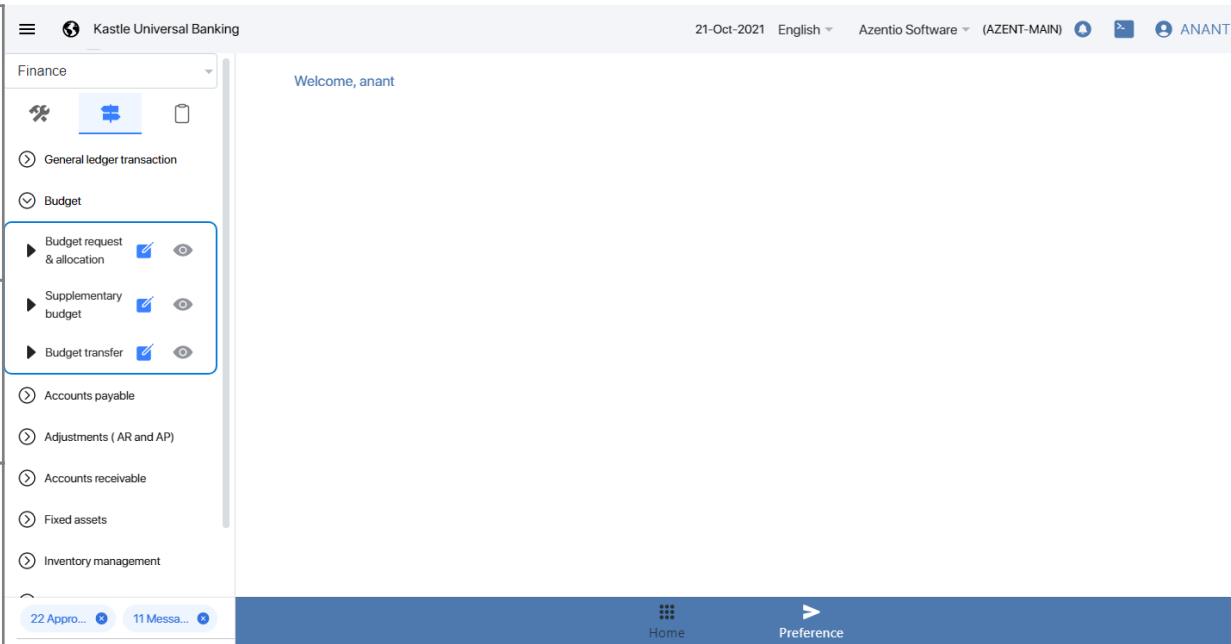 Kastle Universal Banking
21-Oct-2021 English Azentio Software (AZENT-MAIN) ANANT
Finance
Welcome, anant
General ledger transaction
Budget
Budget request
& allocation
Supplementary
budget
Budget transfer
Accounts payable
Adjustments ( AR and AP)
Accounts receivable
Fixed assets
Inventory management
22 Appro...
11 Messa...
Home
Preference